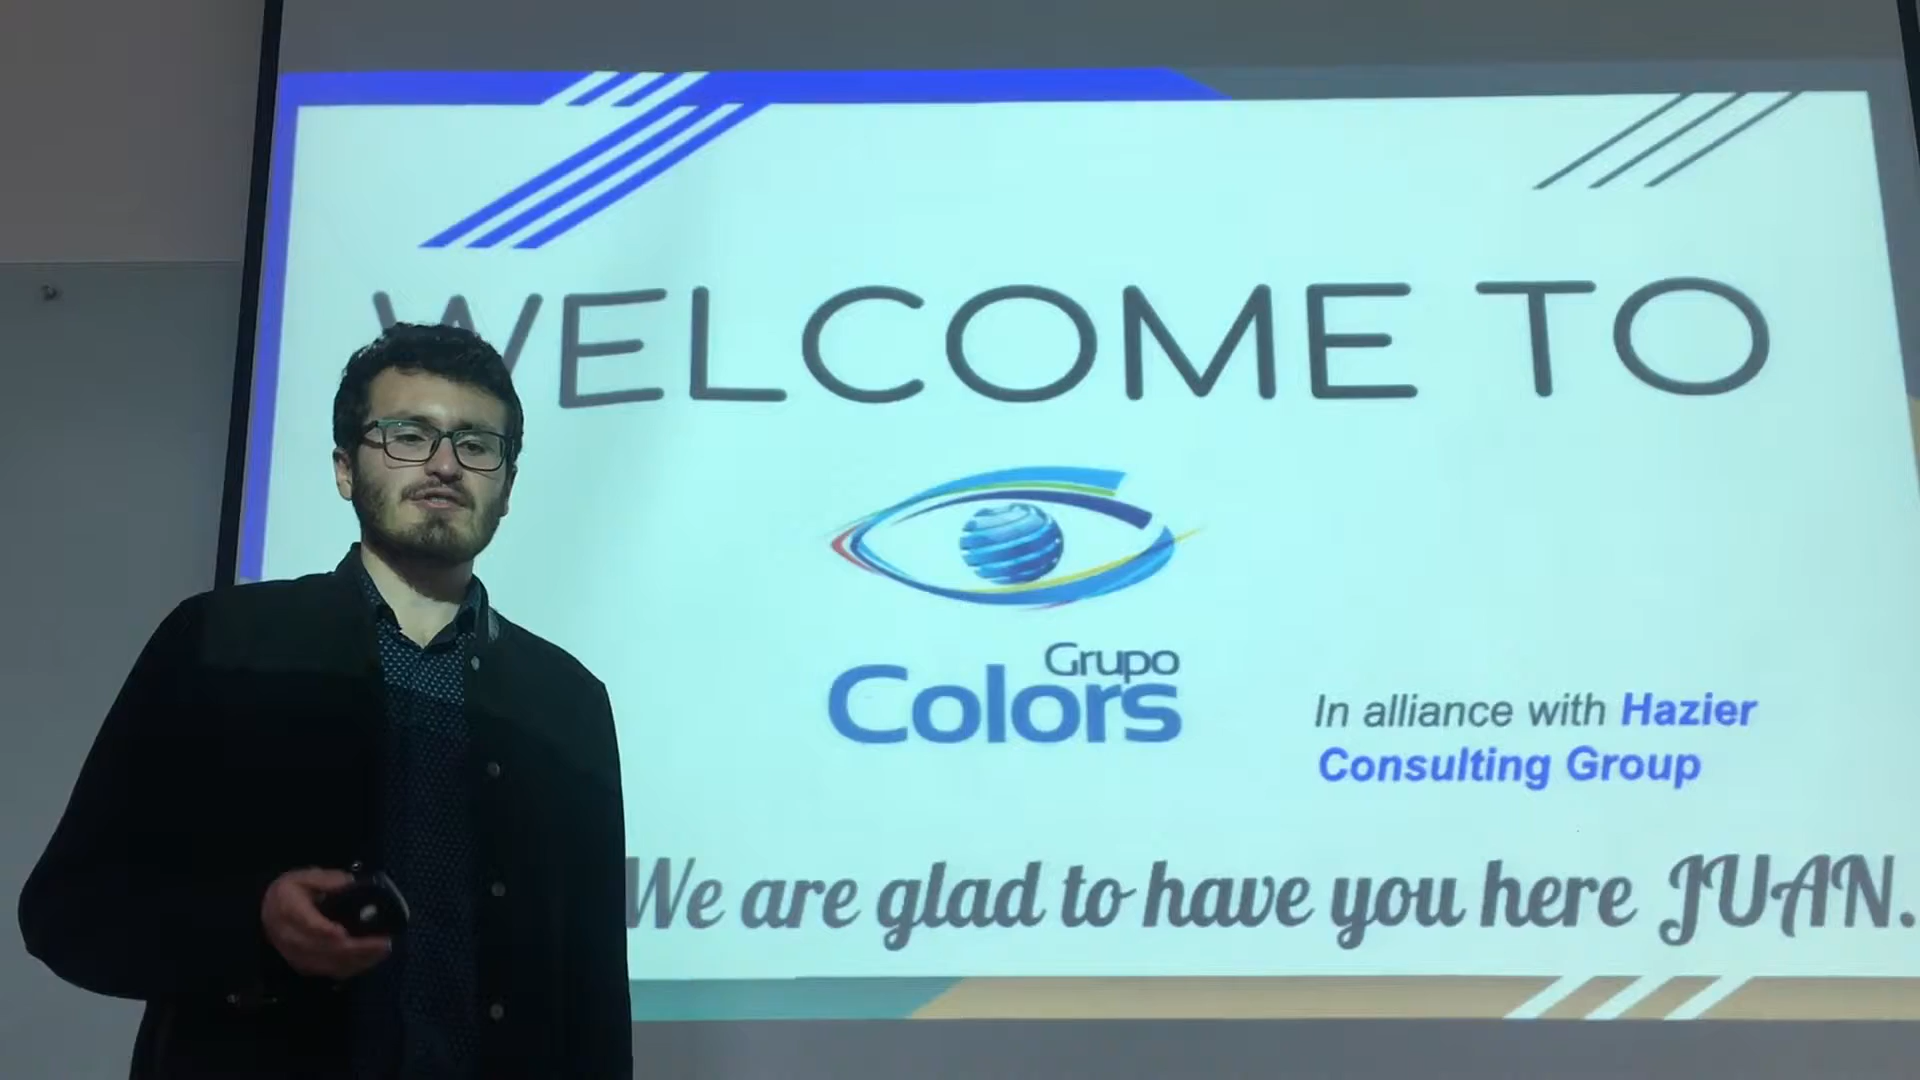 WELCOME TO
Grupo
Colors
In alliance with Hazier
Consulting Group
We are glad to have you here JUAN.